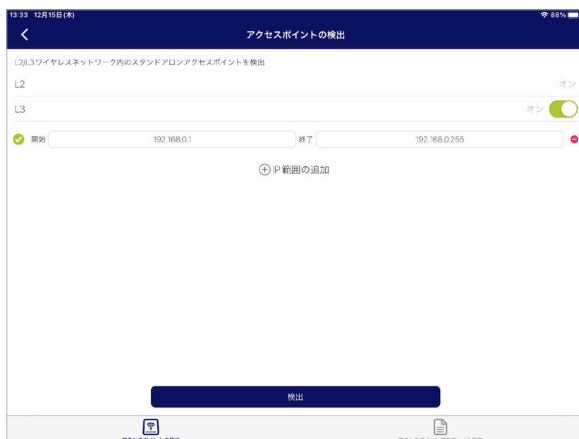 13:33 12月15日(木)
88%
アクセスポイントの検出
L2/L3ワイヤレスネットワーク内のスタンドアロンアクセスポイントを検出
L2 オン
L3 オン
開始 192.168.0.1 終了 192.168.0.255
IP範囲の追加
検出